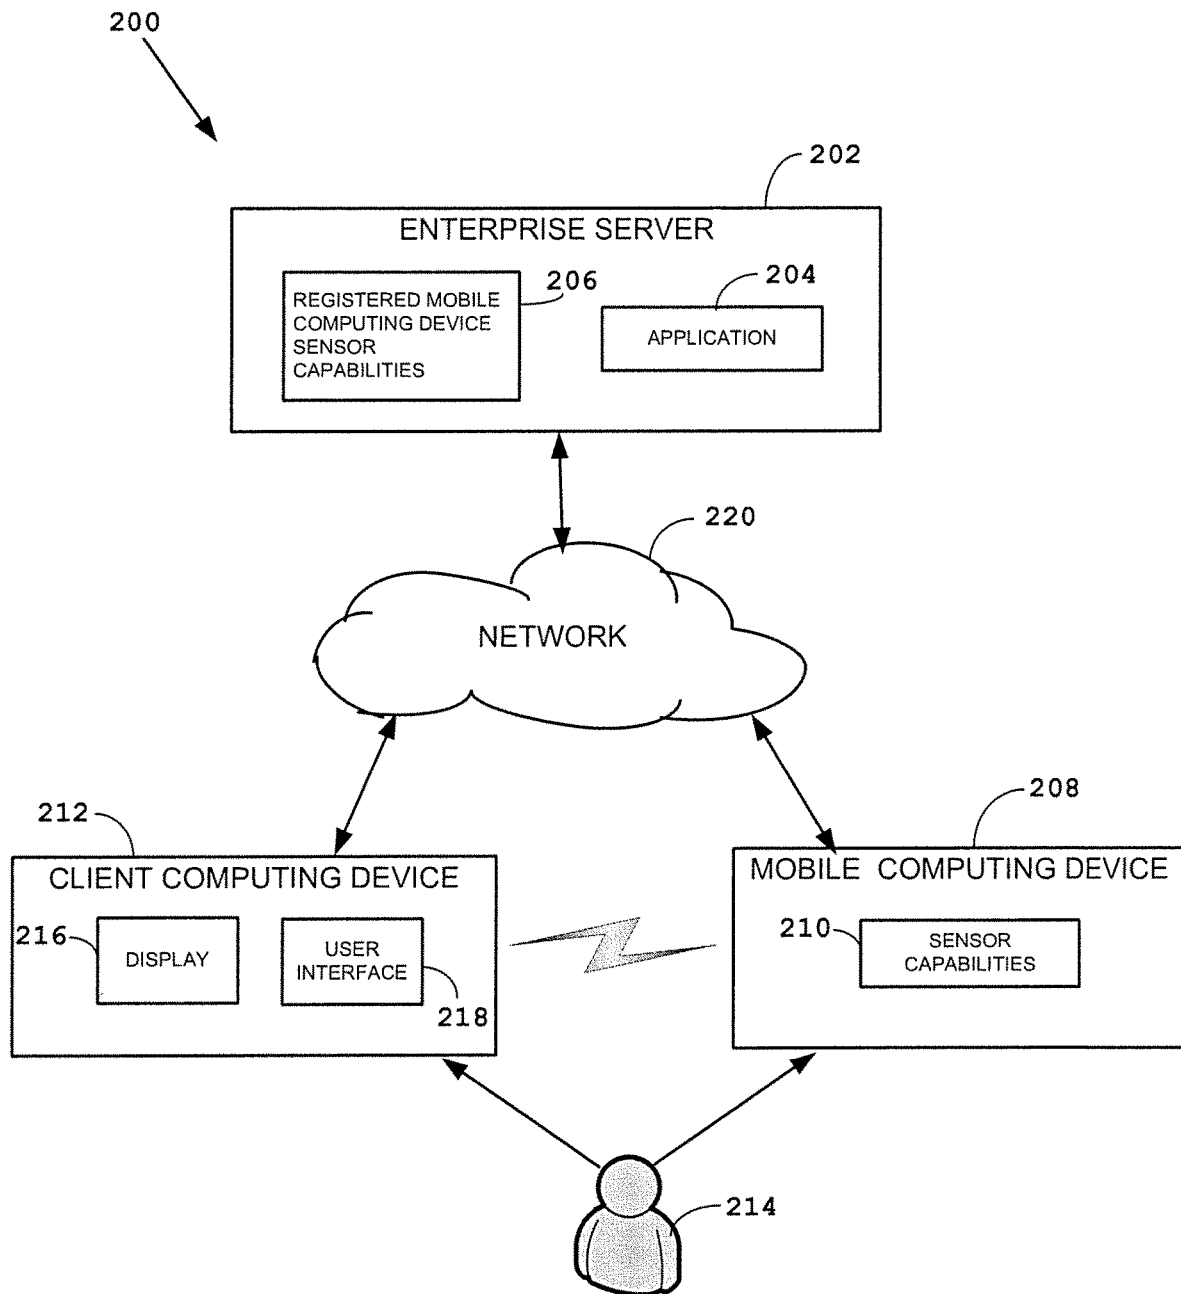 200
202
ENTERPRISE SERVER
206
204
REGISTERED MOBILE
COMPUTING DEVICE
SENSOR
CAPABILITIES
APPLICATION
220
NETWORK
212
208
CLIENT COMPUTING DEVICE
MOBILE COMPUTING DEVICE
216
DISPLAY
USER
INTERFACE
218
210
SENSOR
CAPABILITIES
214